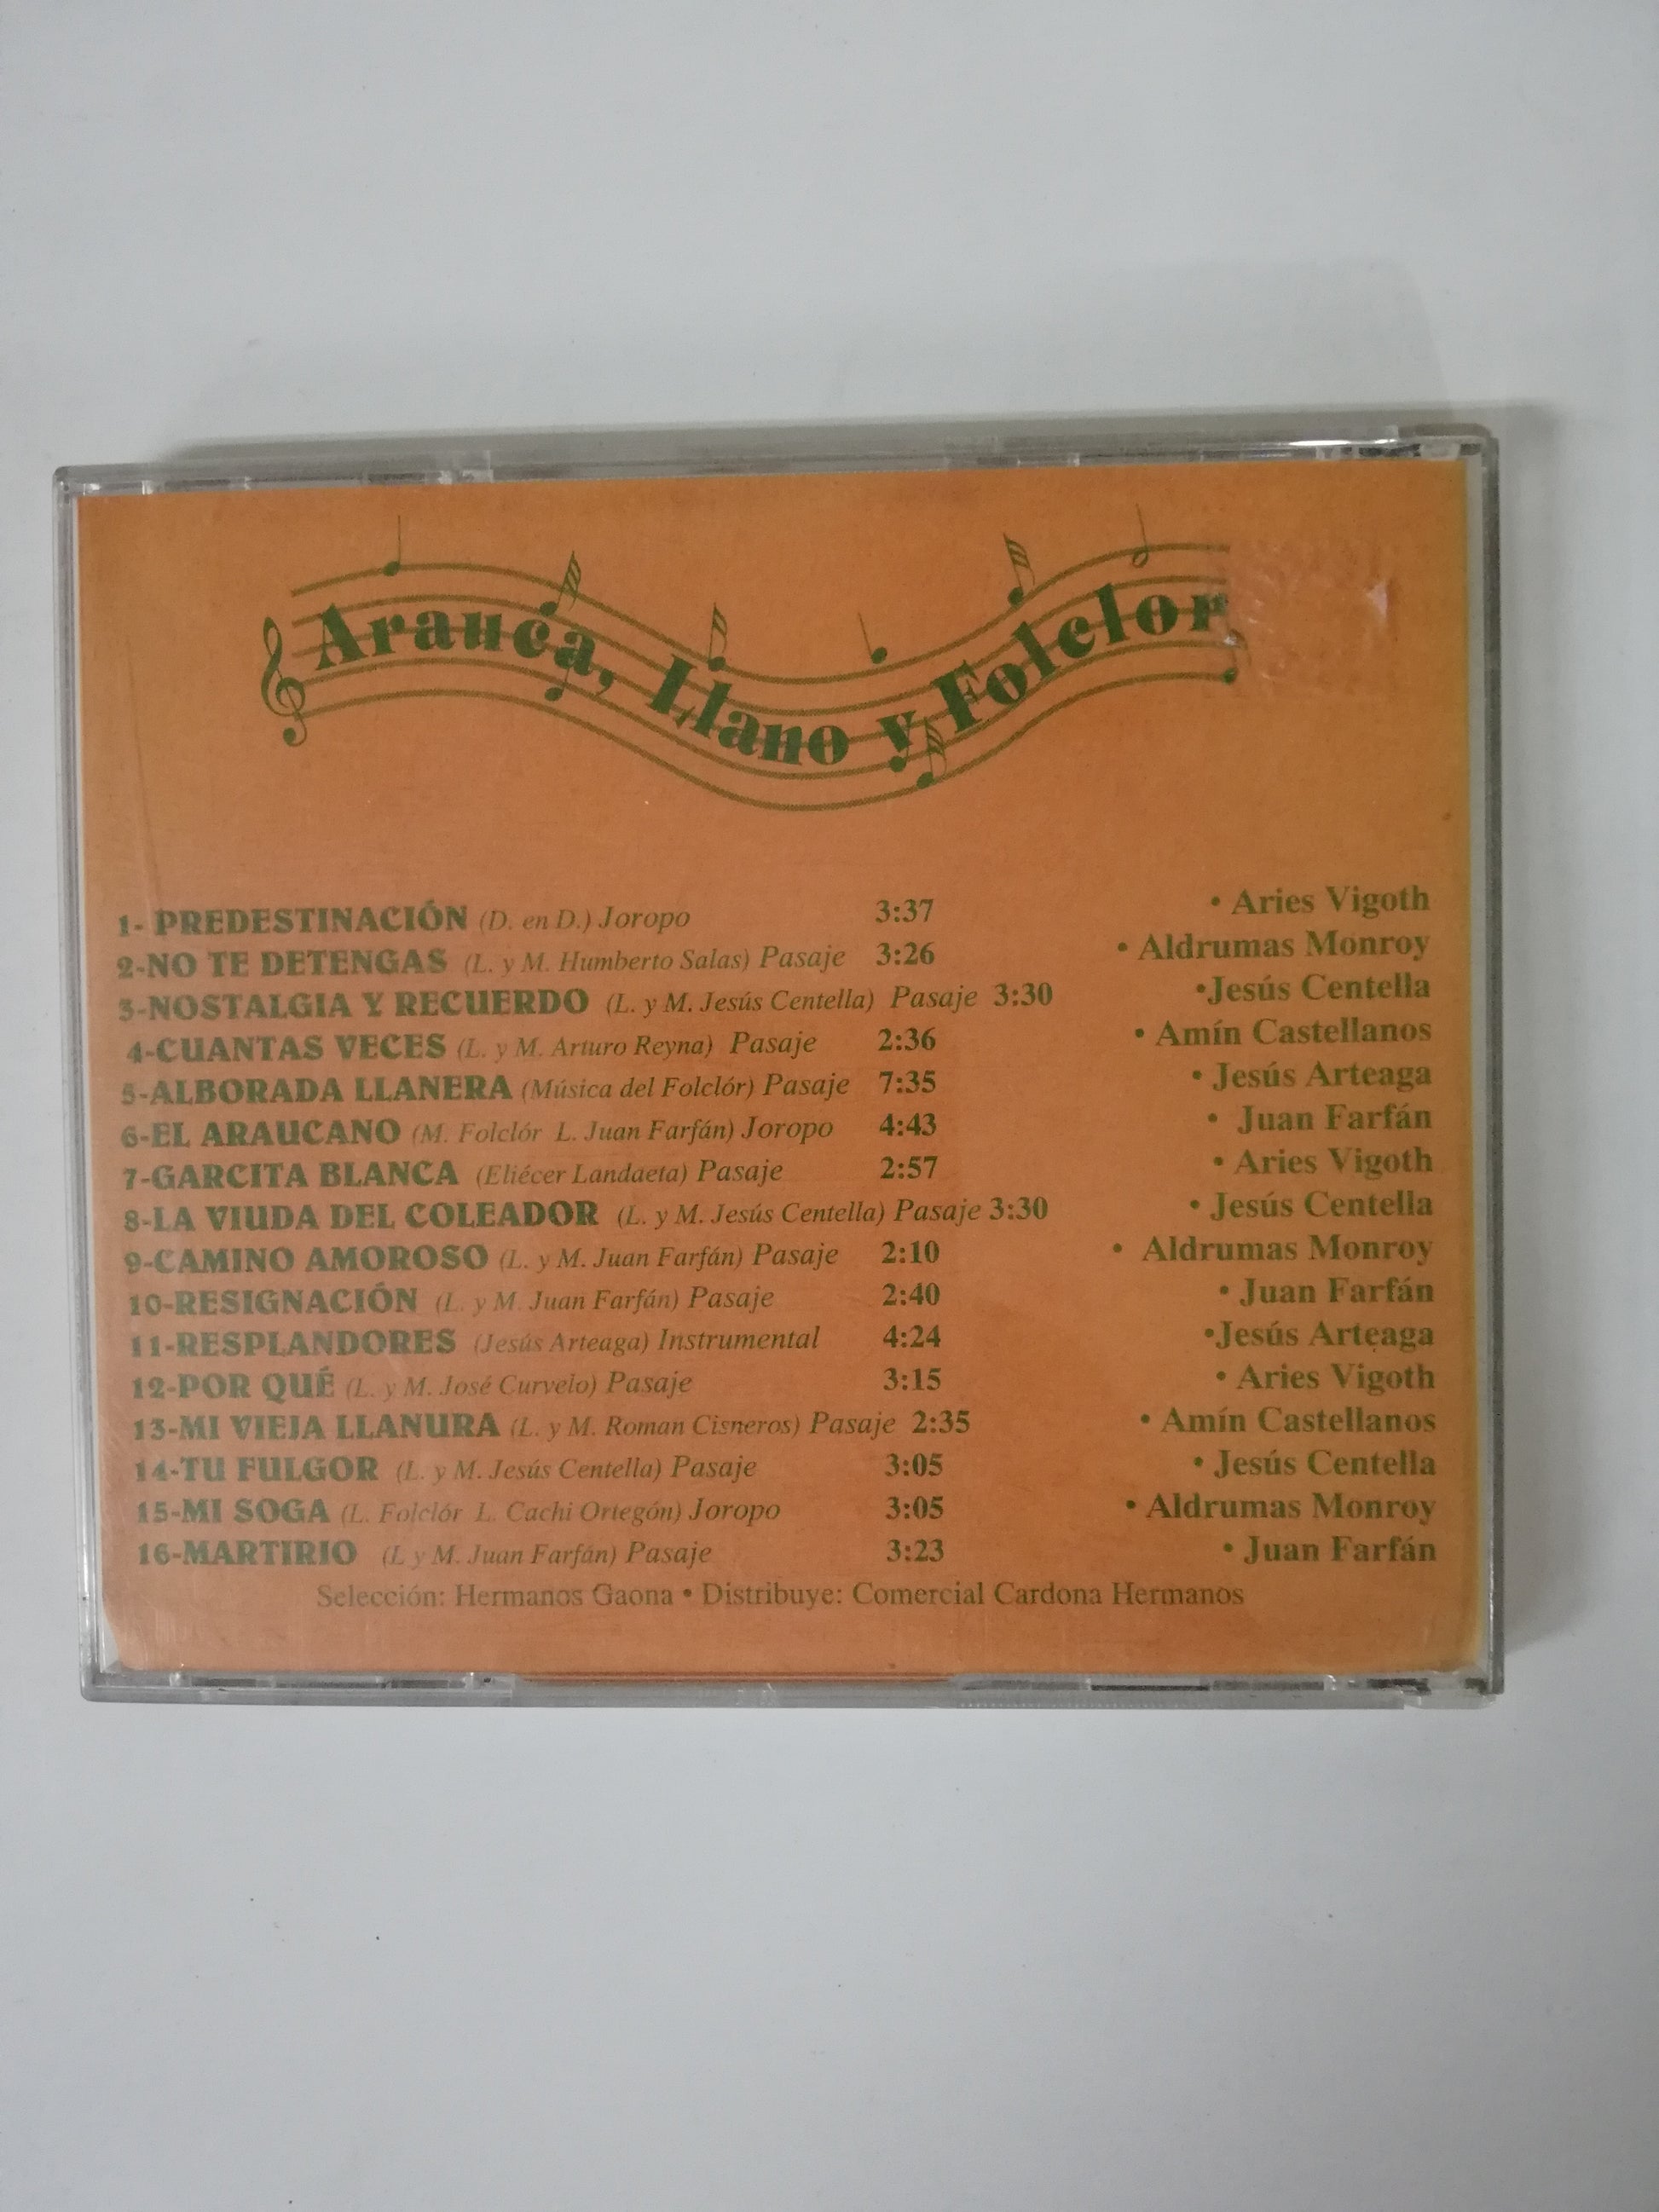 Arauca, Llano y Folclor
1- PREDESTINACIÓN (D. en D.) Joropo 3:37 • Aries Vigoth
2-NO TE DETENGAS (L. y M. Humberto Salas) Pasaje 3:26 • Aldrumas Monroy
3-NOSTALGIA Y RECUERDO (L. y M. Jesús Centella) Pasaje 3:30 •Jesús Centella
4-CUANTAS VECES (L. y M. Arturo Reyna) Pasaje 2:36 • Amín Castellanos
5-ALBORADA LLANERA (Música del Folclór) Pasaje 7:35 • Jesús Arteaga
6-EL ARAUCANO (M. Folclór L. Juan Farfán) Joropo 4:43 • Juan Farfán
7-GARCITA BLANCA (Eliécer Landaeta) Pasaje 2:57 • Aries Vigoth
8-LA VIUDA DEL COLEADOR (L. y M. Jesús Centella) Pasaje 3:30 • Jesús Centella
9-CAMINO AMOROSO (L. y M. Juan Farfán) Pasaje 2:10 • Aldrumas Monroy
10-RESIGNACIÓN (L. y M. Juan Farfán) Pasaje 2:40 • Juan Farfán
11-RESPLANDORES (Jesús Arteaga) Instrumental 4:24 •Jesús Arteaga
12-POR QUÉ (L. y M. José Curvelo) Pasaje 3:15 • Aries Vigoth
13-MI VIEJA LLANURA (L. y M. Roman Cisneros) Pasaje 2:35 • Amín Castellanos
14-TU FULGOR (L. y M. Jesús Centella) Pasaje 3:05 • Jesús Centella
15-MI SOGA (L. Folclór L. Cachi Ortegón) Joropo 3:05 • Aldrumas Monroy
16-MARTIRIO (L y M. Juan Farfán) Pasaje 3:23 • Juan Farfán
Selección: Hermanos Gaona • Distribuye: Comercial Cardona Hermanos